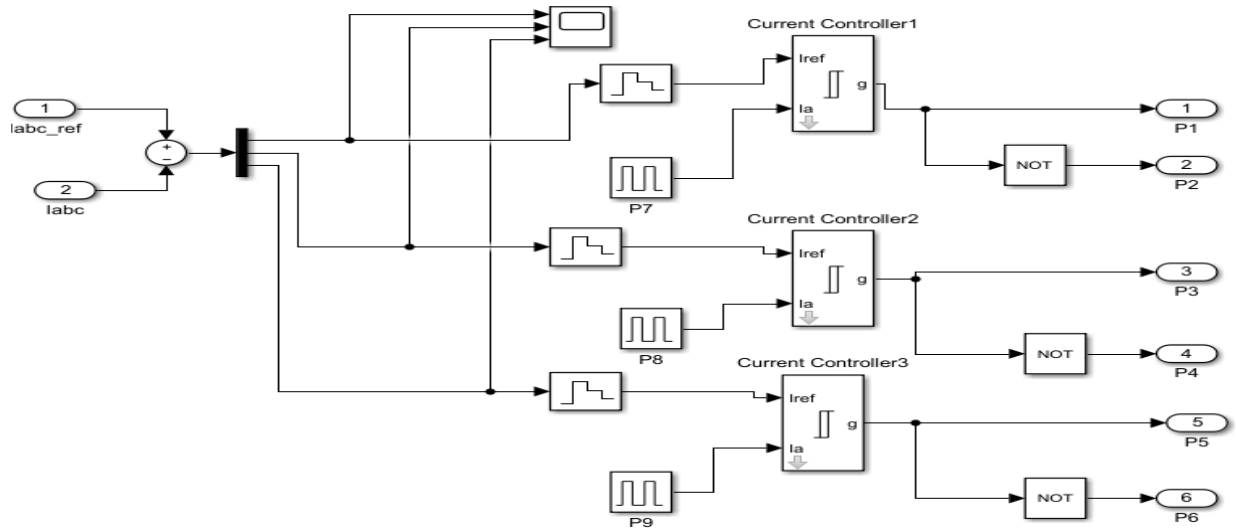 Current Controller1
Iref
Ia
g
1
Iabc_ref
+
−
2
Iabc
1
P1
NOT
2
P2
P7
Current Controller2
Iref
Ia
g
3
P3
P8
NOT
4
P4
Current Controller3
Iref
Ia
g
5
P5
P9
NOT
6
P6